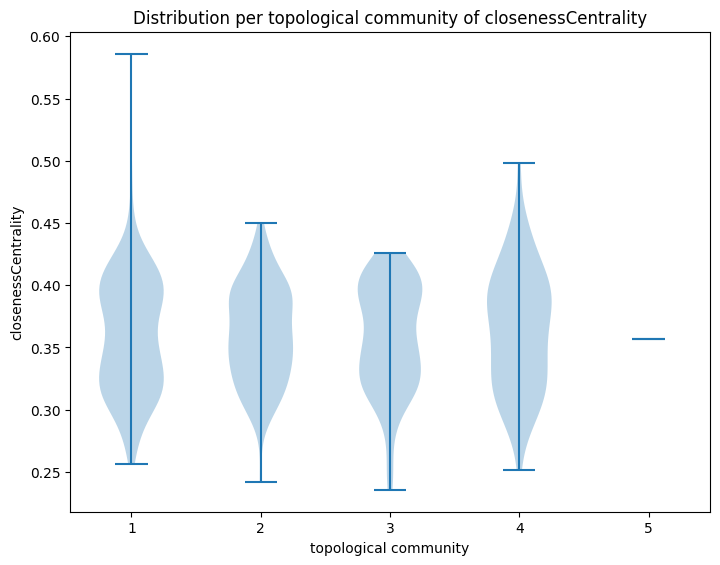 Distribution per topological community of closenessCentrality
closenessCentrality
0.60
0.55
0.50
0.45
0.40
0.35
0.30
0.25
1 2 3 4 5
topological community